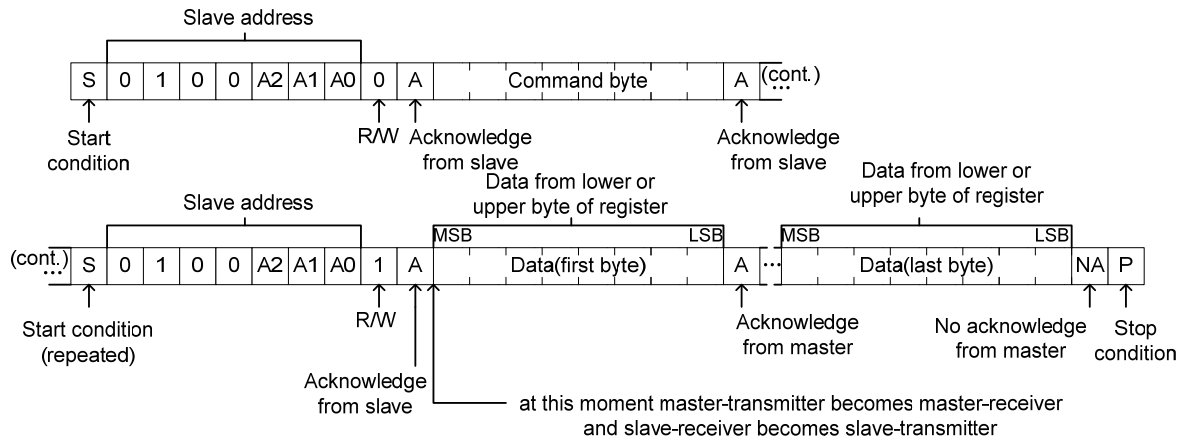 Slave address
S 0 1 0 0 A2 A1 A0 0 A Command byte A (cont.)
...
Start
condition
R/W
Acknowledge
from slave
Acknowledge
from slave
Slave address
Data from lower or
upper byte of register
Data from lower or
upper byte of register
MSB LSB MSB LSB
(cont.)
... S 0 1 0 0 A2 A1 A0 1 A Data(first byte) A ... Data(last byte) NA P
Start condition
(repeated)
R/W
Acknowledge
from slave
Acknowledge
from master
No acknowledge
from master
Stop
condition
at this moment master-transmitter becomes master-receiver
and slave-receiver becomes slave-transmitter